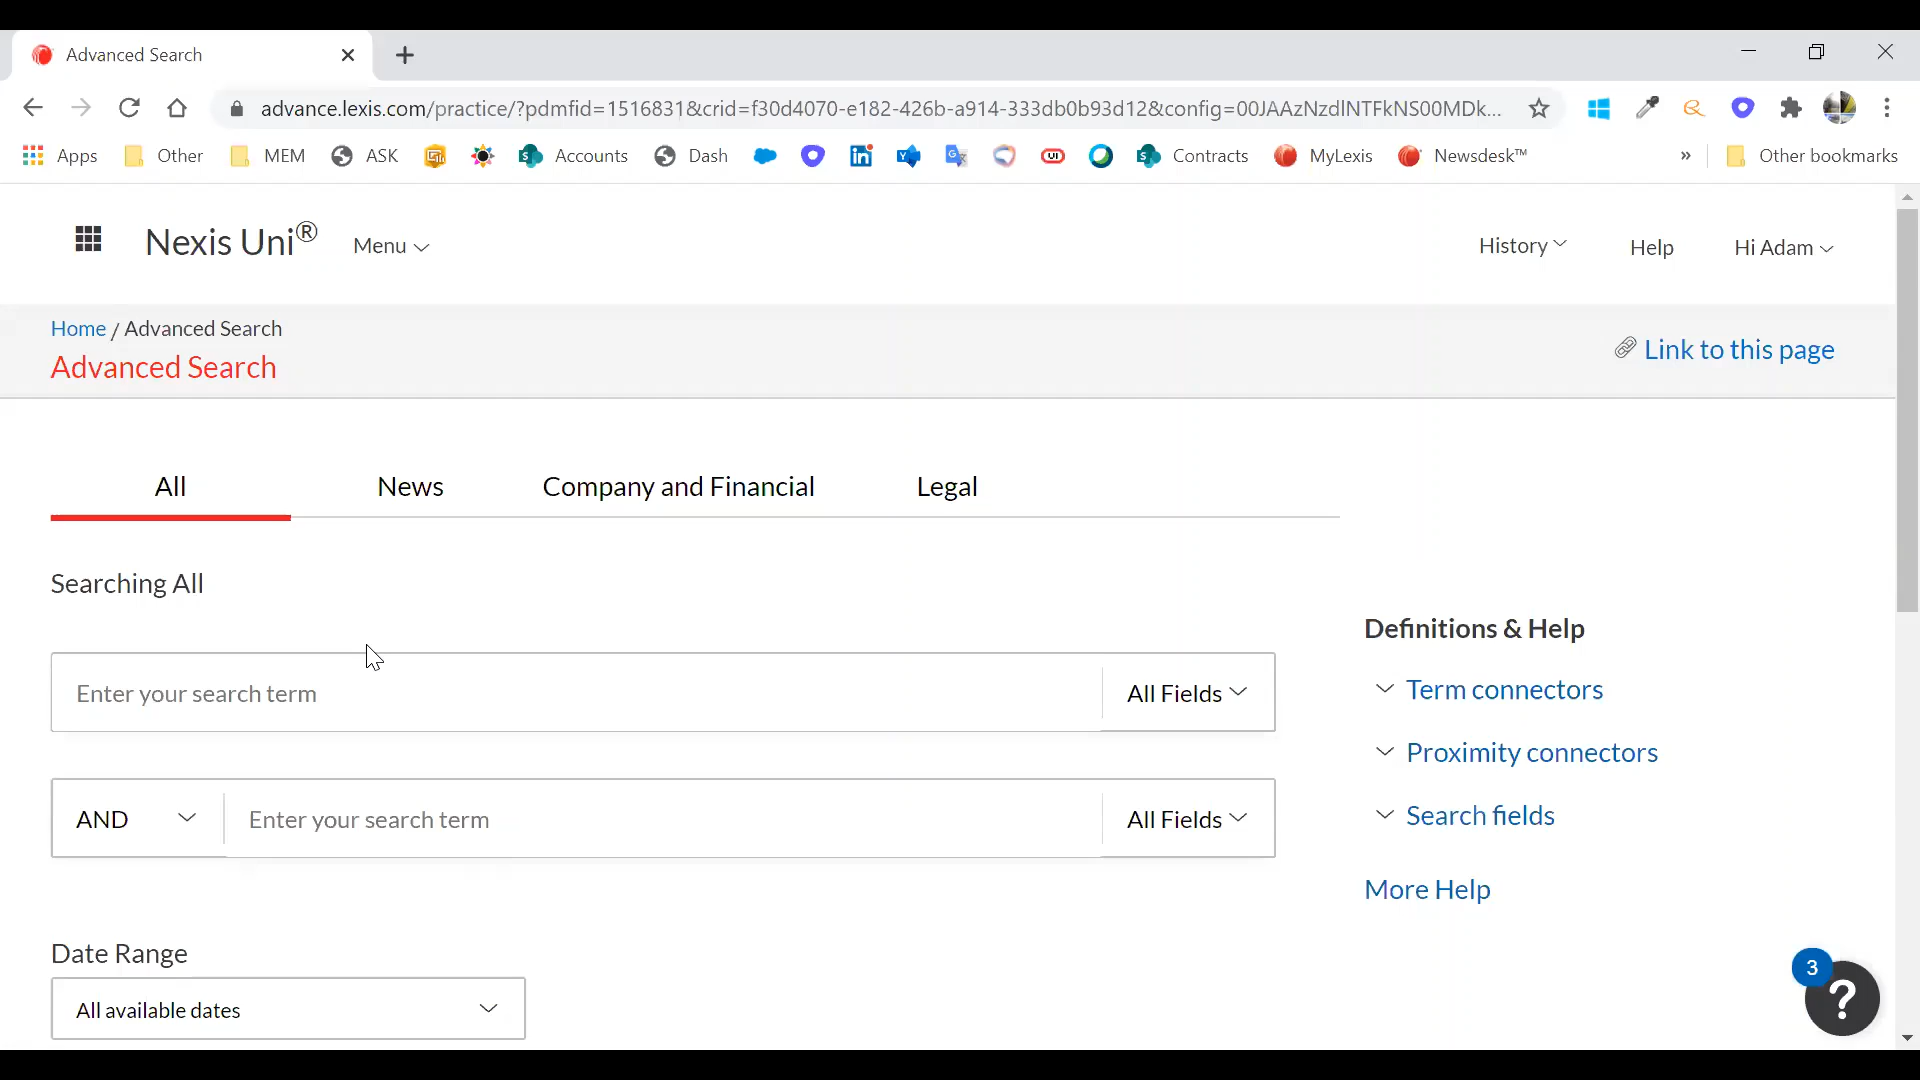 Advanced Search
advance.lexis.com/practice/?pdmfid=1516831&crid=f30d4070-e182-426b-a914-333db0b93d12&config=00JAAzNzdlNTFkNS00MDk...
Apps Other MEM ASK Accounts Dash Contracts MyLexis Newsdesk™ » Other bookmarks
Nexis Uni® Menu History Help Hi Adam
Home / Advanced Search
Advanced Search
Link to this page
All News Company and Financial Legal
Searching All
Definitions & Help
Enter your search term All Fields
Term connectors
Proximity connectors
AND Enter your search term All Fields
Search fields
More Help
Date Range
3
?
All available dates